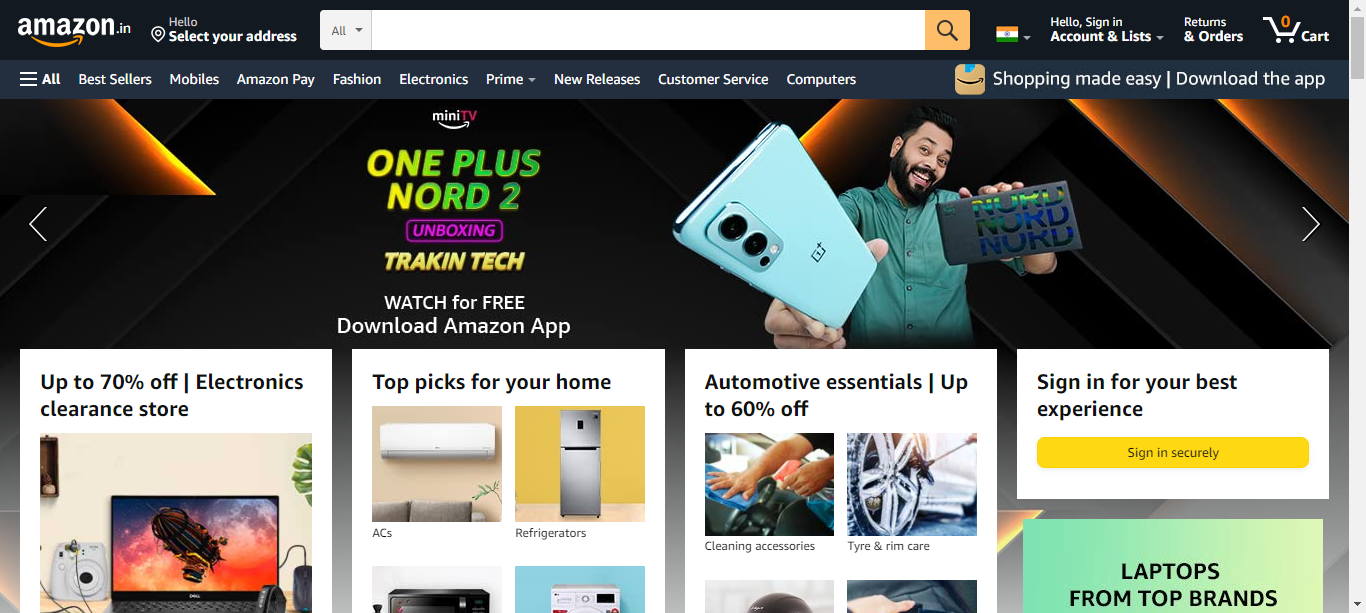 amazon.in
Hello
Select your address
All
Hello, Sign in
Account & Lists
Returns
& Orders
0
Cart
All
Best Sellers
Mobiles
Amazon Pay
Fashion
Electronics
Prime
New Releases
Customer Service
Computers
Shopping made easy | Download the app
miniTV
ONE PLUS
NORD 2
UNBOXING
TRAKIN TECH
WATCH for FREE
Download Amazon App
NORD
NORD
NORD
Up to 70% off | Electronics
clearance store
DELL
Top picks for your home
ACs
Refrigerators
Automotive essentials | Up
to 60% off
Cleaning accessories
Tyre & rim care
Sign in for your best
experience
Sign in securely
LAPTOPS
FROM TOP BRANDS